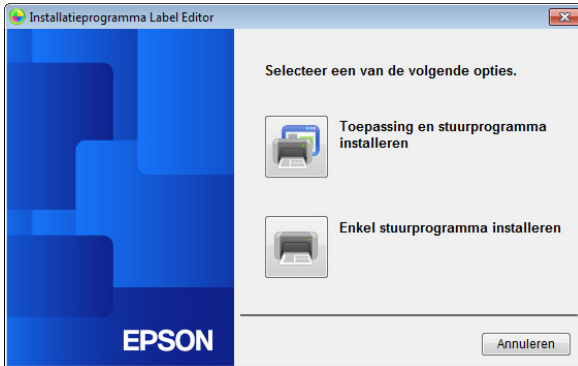 Installatieprogramma Label Editor
Selecteer een van de volgende opties.
Toepassing en stuurprogramma
installeren
Enkel stuurprogramma installeren
EPSON
Annuleren